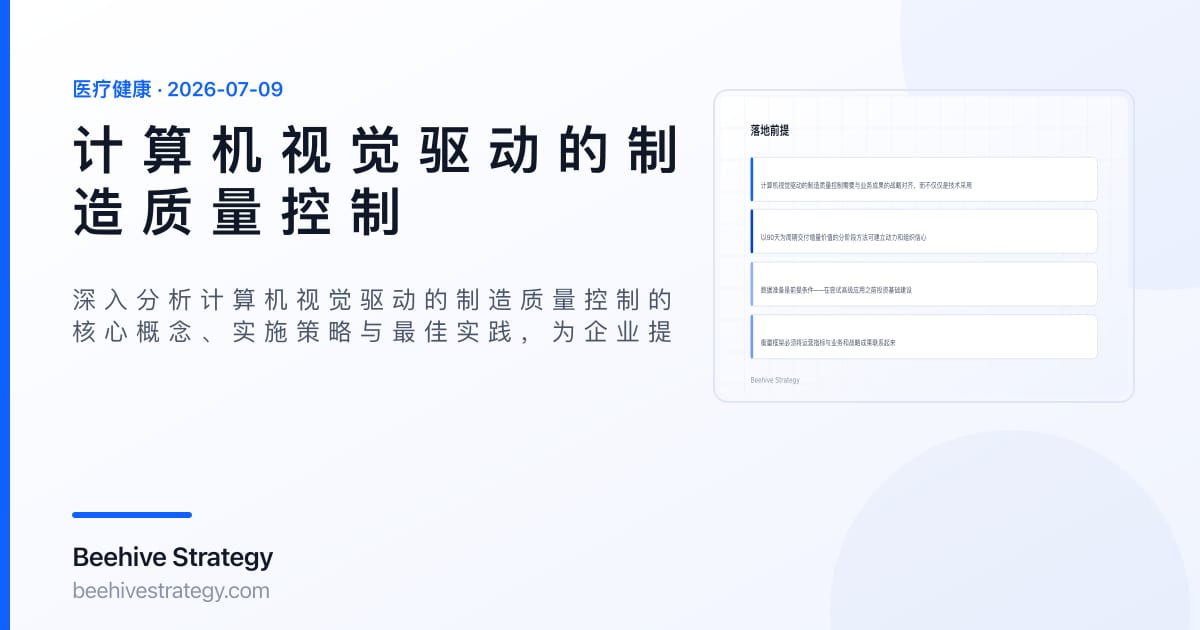 医疗健康 · 2026-07-09
计算机视觉驱动的制
造质量控制
深入分析计算机视觉驱动的制造质量控制的
核心概念、实施策略与最佳实践，为企业提
Beehive Strategy
beehivestrategy.com
落地前提
计算机视觉驱动的制造质量控制需要与业务成果的战略对齐，而不仅仅是技术采用
以90天为周期交付增量价值的分阶段方法可建立动力和组织信心
数据准备是前提条件——在尝试高级应用之前投资基础建设
衡量框架必须将运营指标与业务和战略成果联系起来
Beehive Strategy